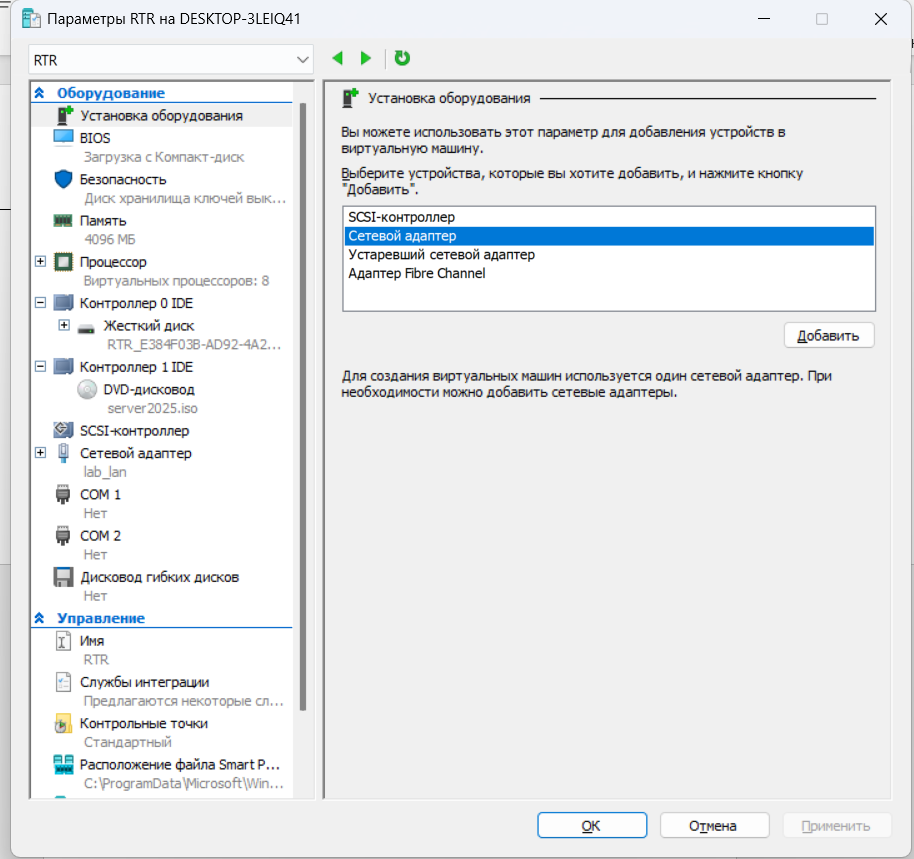 Параметры RTR на DESKTOP-3LEIQ41
RTR
Оборудование
Установка оборудования
BIOS
Загрузка с Компакт-диск
Безопасность
Диск хранилища ключей вык...
Память
4096 МБ
Процессор
Виртуальных процессоров: 8
Контроллер 0 IDE
Жесткий диск
RTR_E384F03B-AD92-4A2...
Контроллер 1 IDE
DVD-дисковод
server2025.iso
SCSI-контроллер
Сетевой адаптер
lab_lan
COM 1
Нет
COM 2
Нет
Дисковод гибких дисков
Нет
Управление
Имя
RTR
Службы интеграции
Предлагаются некоторые сл...
Контрольные точки
Стандартный
Расположение файла Smart P...
C:\ProgramData\Microsoft\Win...
Установка оборудования
Вы можете использовать этот параметр для добавления устройств в
виртуальную машину.
Выберите устройства, которые вы хотите добавить, и нажмите кнопку
"Добавить".
SCSI-контроллер
Сетевой адаптер
Устаревший сетевой адаптер
Адаптер Fibre Channel
Добавить
Для создания виртуальных машин используется один сетевой адаптер. При
необходимости можно добавить сетевые адаптеры.
ОК
Отмена
Применить